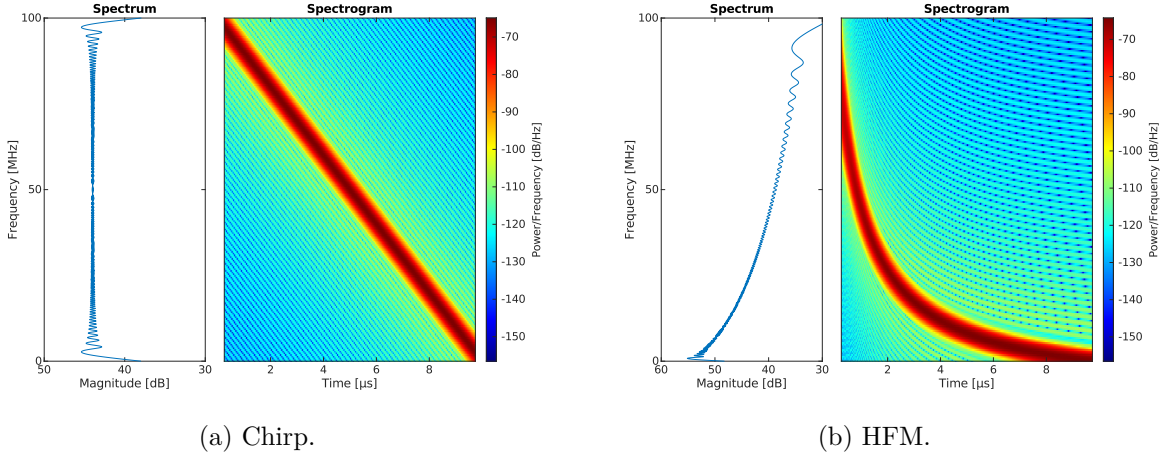 Spectrum
Spectrogram
100
50
0
Frequency [MHz]
50 40 30
Magnitude [dB]
2 4 6 8
Time [µs]
-70
-80
-90
-100
-110
-120
-130
-140
-150
Power/Frequency [dB/Hz]
(a) Chirp.
Spectrum
Spectrogram
100
50
0
Frequency [MHz]
60 50 40 30
Magnitude [dB]
2 4 6 8
Time [µs]
-70
-80
-90
-100
-110
-120
-130
-140
-150
Power/Frequency [dB/Hz]
(b) HFM.